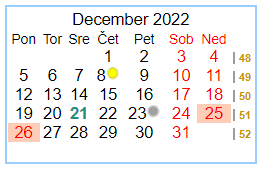 December 2022
Pon Tor Sre Čet Pet Sob Ned
1 2 3 4 | 48
5 6 7 8 9 10 11 | 49
12 13 14 15 16 17 18 | 50
19 20 21 22 23 24 25 | 51
26 27 28 29 30 31 | 52